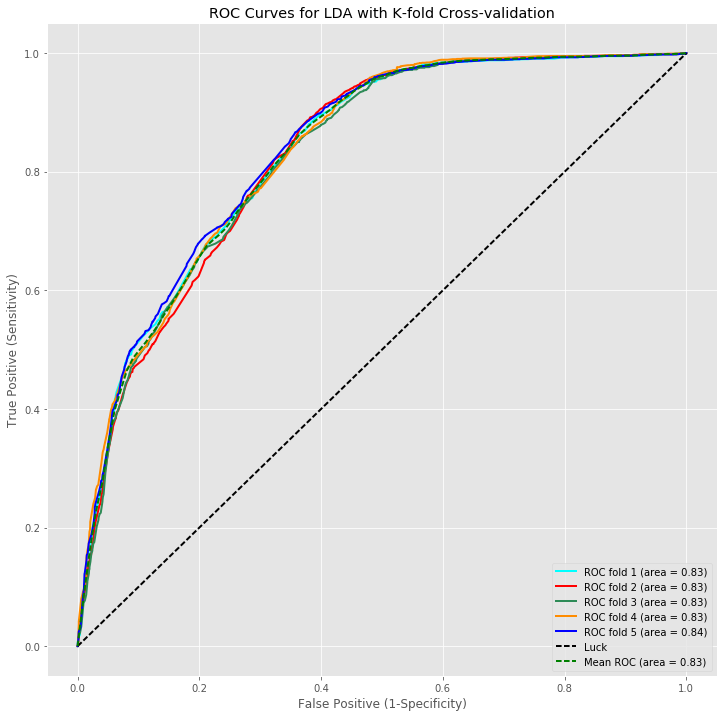 ROC Curves for LDA with K-fold Cross-validation
True Positive (Sensitivity)
1.0
0.8
0.6
0.4
0.2
0.0
0.0 0.2 0.4 0.6 0.8 1.0
False Positive (1-Specificity)
ROC fold 1 (area = 0.83)
ROC fold 2 (area = 0.83)
ROC fold 3 (area = 0.83)
ROC fold 4 (area = 0.83)
ROC fold 5 (area = 0.84)
Luck
Mean ROC (area = 0.83)